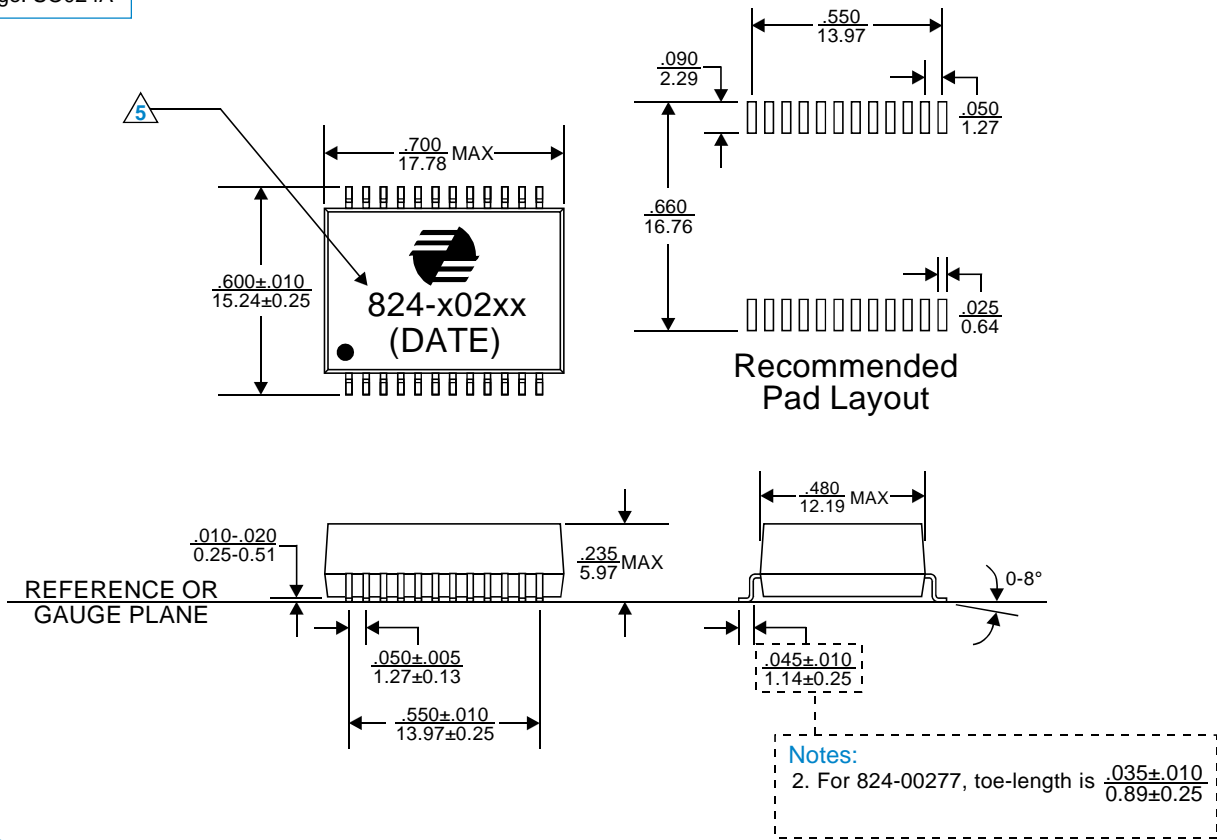 .550
13.97
.090
2.29
.050
1.27
5
.700 MAX
17.78
.660
16.76
.600±.010
15.24±0.25
824-x02xx
(DATE)
.025
0.64
Recommended
Pad Layout
.480 MAX
12.19
.010-.020
0.25-0.51
.235 MAX
5.97
0-8°
REFERENCE OR
GAUGE PLANE
.050±.005
1.27±0.13
.045±.010
1.14±0.25
.550±.010
13.97±0.25
Notes:
2. For 824-00277, toe-length is .035±.010
0.89±0.25